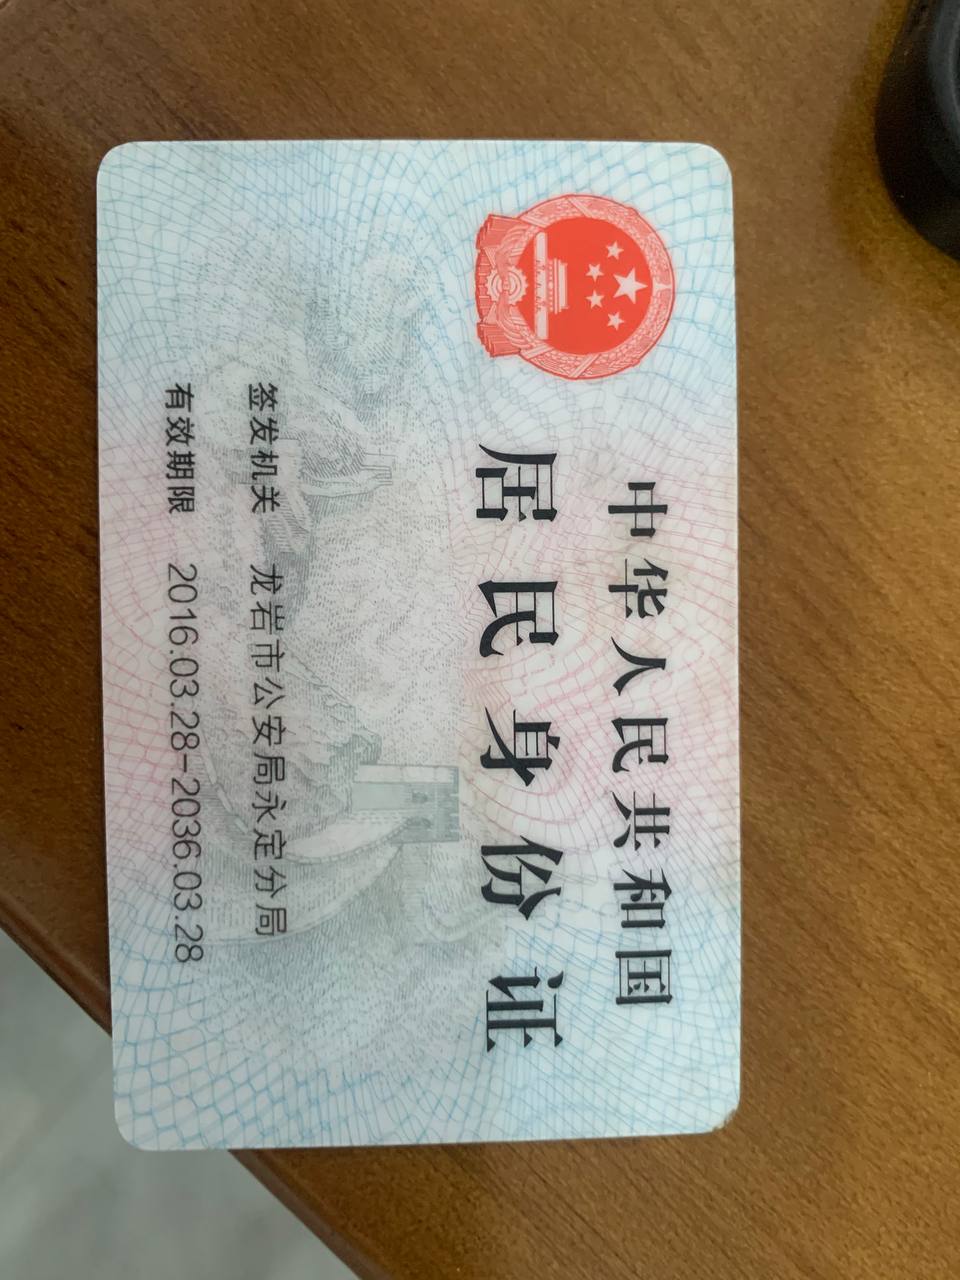 中华人民共和国
居民身份证
签发机关 龙岩市公安局永定分局
有效期限 2016.03.28-2036.03.28